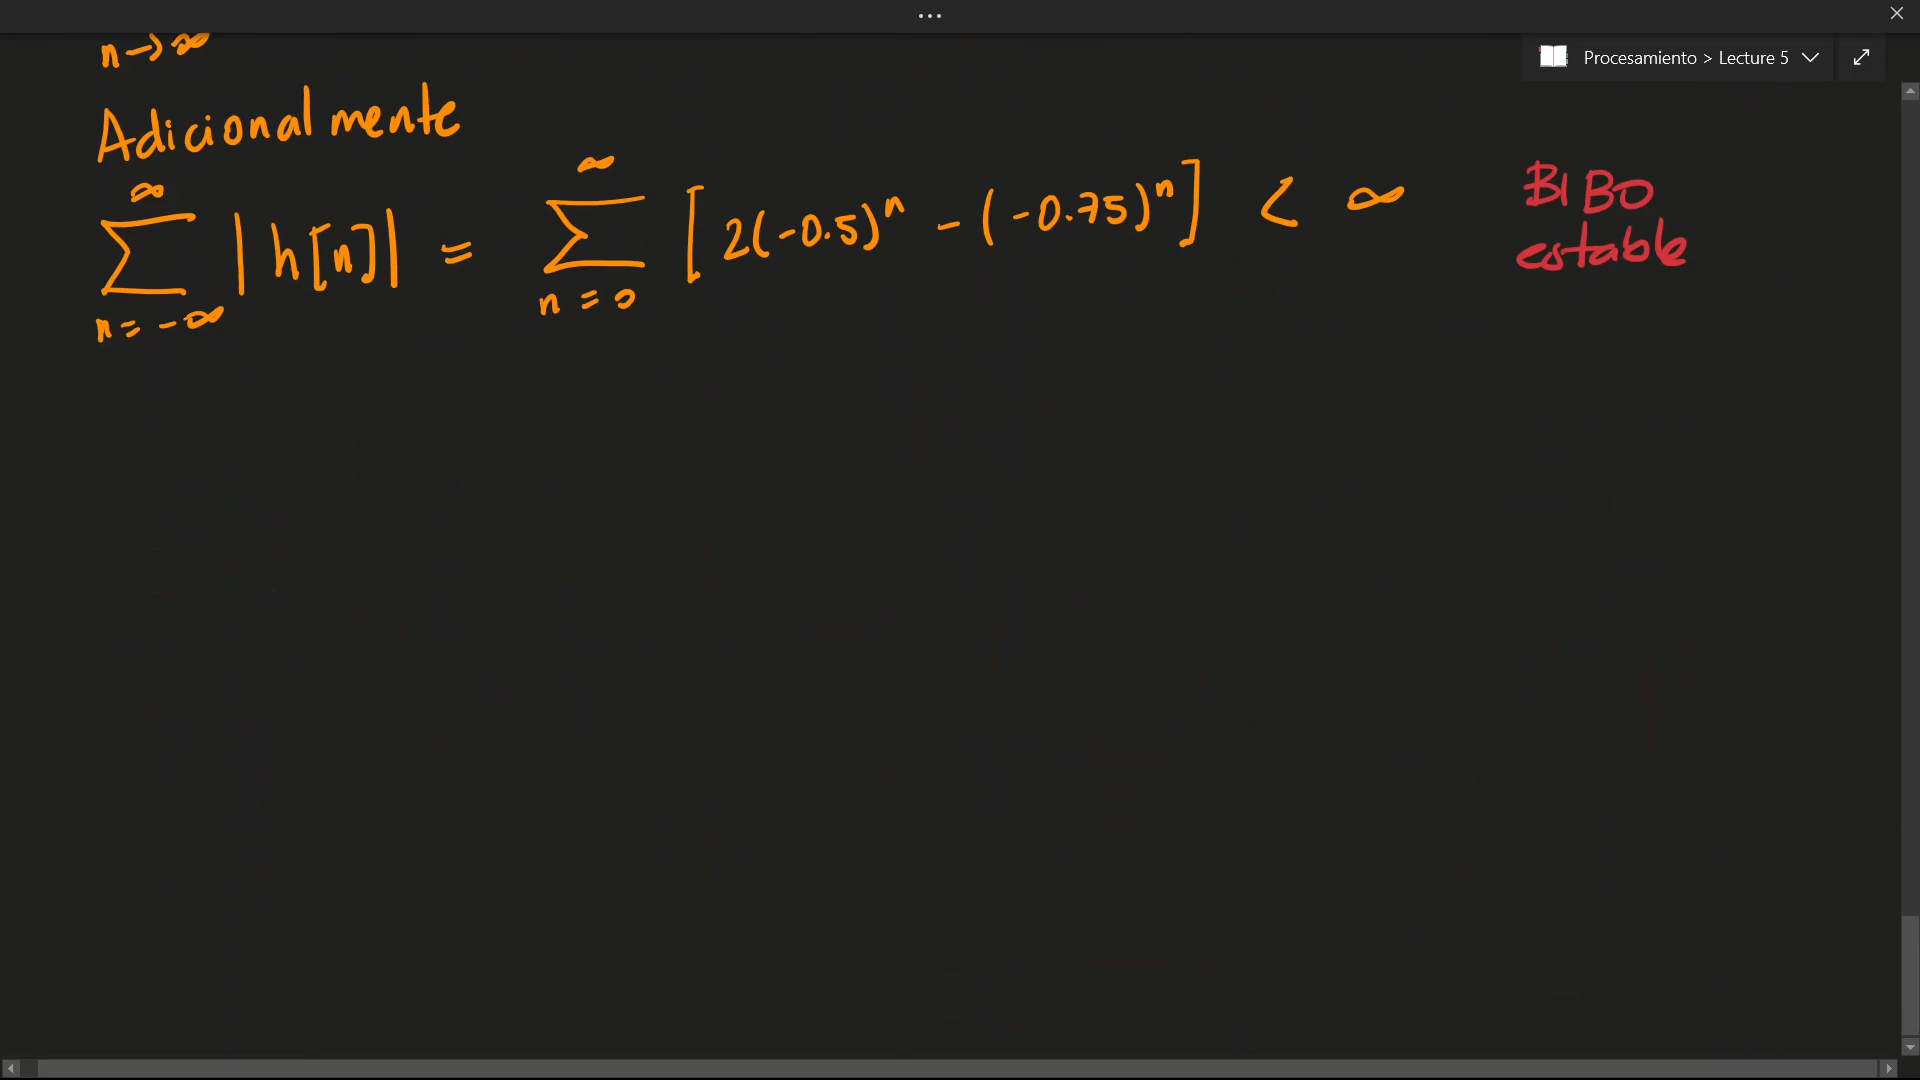 Procesamiento > Lecture 5
n→∞
Adicionalmente
∑_{n=-∞}^{∞} |h[n]| = ∑_{n=0}^{∞} [2(-0.5)^n - (-0.75)^n] < ∞
BIBO
estable